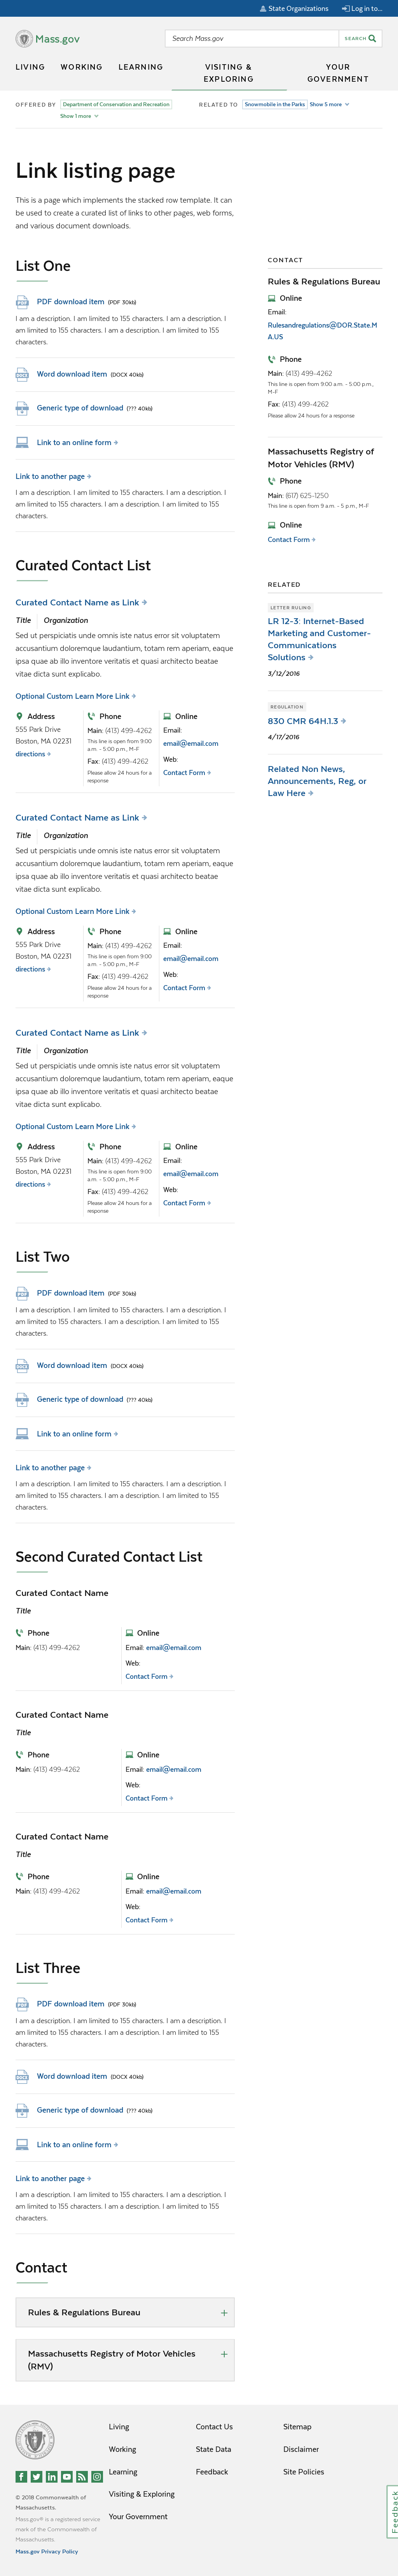 State Organizations
Log in to...
Mass.gov
Search Mass.gov
SEARCH
LIVING
WORKING
LEARNING
VISITING &
EXPLORING
YOUR
GOVERNMENT
OFFERED BY
Department of Conservation and Recreation
Show 1 more
RELATED TO
Snowmobile in the Parks
Show 5 more
Link listing page
This is a page which implements the stacked row template. It can
be used to create a curated list of links to other pages, web forms,
and various document downloads.
List One
PDF download item (PDF 30kb)
I am a description. I am limited to 155 characters. I am a description. I
am limited to 155 characters. I am a description. I am limited to 155
characters.
Word download item (DOCX 40kb)
Generic type of download (??? 40kb)
Link to an online form
Link to another page
I am a description. I am limited to 155 characters. I am a description. I
am limited to 155 characters. I am a description. I am limited to 155
characters.
Curated Contact List
Curated Contact Name as Link
Title
Organization
Sed ut perspiciatis unde omnis iste natus error sit voluptatem
accusantium doloremque laudantium, totam rem aperiam, eaque
ipsa quae ab illo inventore veritatis et quasi architecto beatae
vitae dicta sunt explicabo.
Optional Custom Learn More Link
Address
555 Park Drive
Boston, MA 02231
directions
Phone
Main: (413) 499-4262
This line is open from 9:00
a.m. - 5:00 p.m., M-F
Fax: (413) 499-4262
Please allow 24 hours for a
response
Online
Email:
email@email.com
Web:
Contact Form
Curated Contact Name as Link
Title
Organization
Sed ut perspiciatis unde omnis iste natus error sit voluptatem
accusantium doloremque laudantium, totam rem aperiam, eaque
ipsa quae ab illo inventore veritatis et quasi architecto beatae
vitae dicta sunt explicabo.
Optional Custom Learn More Link
Address
555 Park Drive
Boston, MA 02231
directions
Phone
Main: (413) 499-4262
This line is open from 9:00
a.m. - 5:00 p.m., M-F
Fax: (413) 499-4262
Please allow 24 hours for a
response
Online
Email:
email@email.com
Web:
Contact Form
Curated Contact Name as Link
Title
Organization
Sed ut perspiciatis unde omnis iste natus error sit voluptatem
accusantium doloremque laudantium, totam rem aperiam, eaque
ipsa quae ab illo inventore veritatis et quasi architecto beatae
vitae dicta sunt explicabo.
Optional Custom Learn More Link
Address
555 Park Drive
Boston, MA 02231
directions
Phone
Main: (413) 499-4262
This line is open from 9:00
a.m. - 5:00 p.m., M-F
Fax: (413) 499-4262
Please allow 24 hours for a
response
Online
Email:
email@email.com
Web:
Contact Form
List Two
PDF download item (PDF 30kb)
I am a description. I am limited to 155 characters. I am a description. I
am limited to 155 characters. I am a description. I am limited to 155
characters.
Word download item (DOCX 40kb)
Generic type of download (??? 40kb)
Link to an online form
Link to another page
I am a description. I am limited to 155 characters. I am a description. I
am limited to 155 characters. I am a description. I am limited to 155
characters.
Second Curated Contact List
Curated Contact Name
Title
Phone
Main: (413) 499-4262
Online
Email: email@email.com
Web:
Contact Form
Curated Contact Name
Title
Phone
Main: (413) 499-4262
Online
Email: email@email.com
Web:
Contact Form
Curated Contact Name
Title
Phone
Main: (413) 499-4262
Online
Email: email@email.com
Web:
Contact Form
List Three
PDF download item (PDF 30kb)
I am a description. I am limited to 155 characters. I am a description. I
am limited to 155 characters. I am a description. I am limited to 155
characters.
Word download item (DOCX 40kb)
Generic type of download (??? 40kb)
Link to an online form
Link to another page
I am a description. I am limited to 155 characters. I am a description. I
am limited to 155 characters. I am a description. I am limited to 155
characters.
Contact
Rules & Regulations Bureau
Massachusetts Registry of Motor Vehicles
(RMV)
CONTACT
Rules & Regulations Bureau
Online
Email:
Rulesandregulations@DOR.State.M
A.US
Phone
Main: (413) 499-4262
This line is open from 9:00 a.m. - 5:00 p.m.,
M-F
Fax: (413) 499-4262
Please allow 24 hours for a response
Massachusetts Registry of
Motor Vehicles (RMV)
Phone
Main: (617) 625-1250
This line is open from 9 a.m. - 5 p.m., M-F
Online
Contact Form
RELATED
LETTER RULING
LR 12-3: Internet-Based
Marketing and Customer-
Communications
Solutions
3/12/2016
REGULATION
830 CMR 64H.1.3
4/17/2016
Related Non News,
Announcements, Reg, or
Law Here
© 2018 Commonwealth of
Massachusetts.
Mass.gov® is a registered service
mark of the Commonwealth of
Massachusetts.
Mass.gov Privacy Policy
Living
Working
Learning
Visiting & Exploring
Your Government
Contact Us
State Data
Feedback
Sitemap
Disclaimer
Site Policies
Feedback